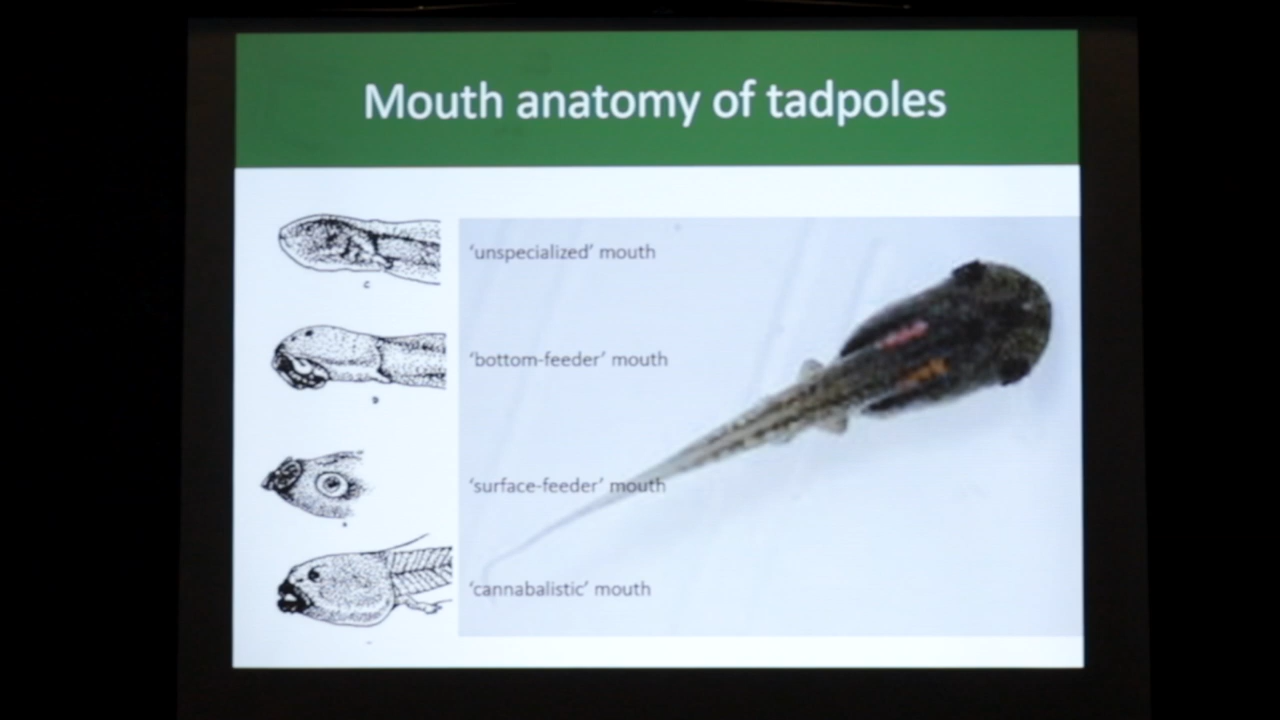 Mouth anatomy of tadpoles
‘unspecialized’ mouth
c
‘bottom-feeder’ mouth
‘surface-feeder’ mouth
‘cannabalistic’ mouth